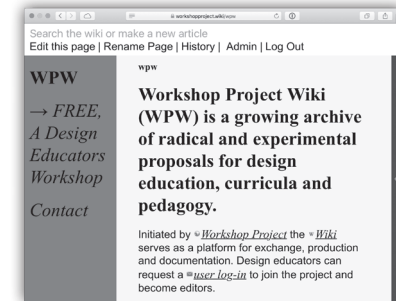 workshopproject.wiki/wpw
Search the wiki or make a new article
Edit this page | Rename Page | History | Admin | Log Out
WPW
→ FREE,
A Design
Educators
Workshop
Contact
wpw
Workshop Project Wiki
(WPW) is a growing archive
of radical and experimental
proposals for design
education, curricula and
pedagogy.
Initiated by Workshop Project the Wiki
serves as a platform for exchange, production
and documentation. Design educators can
request a user log-in to join the project and
become editors.